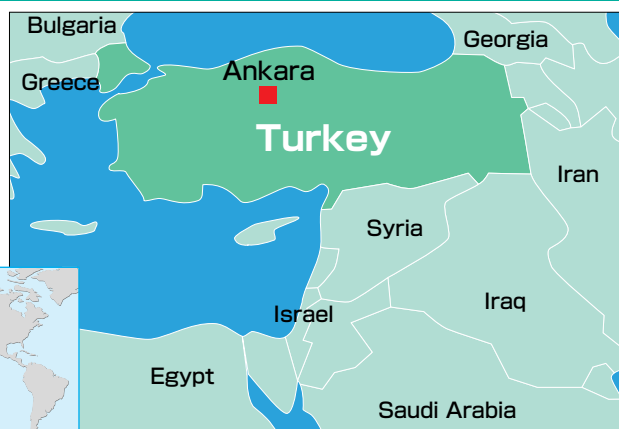 Bulgaria
Georgia
Greece
Ankara
Turkey
Iran
Syria
Iraq
Israel
Egypt
Saudi Arabia